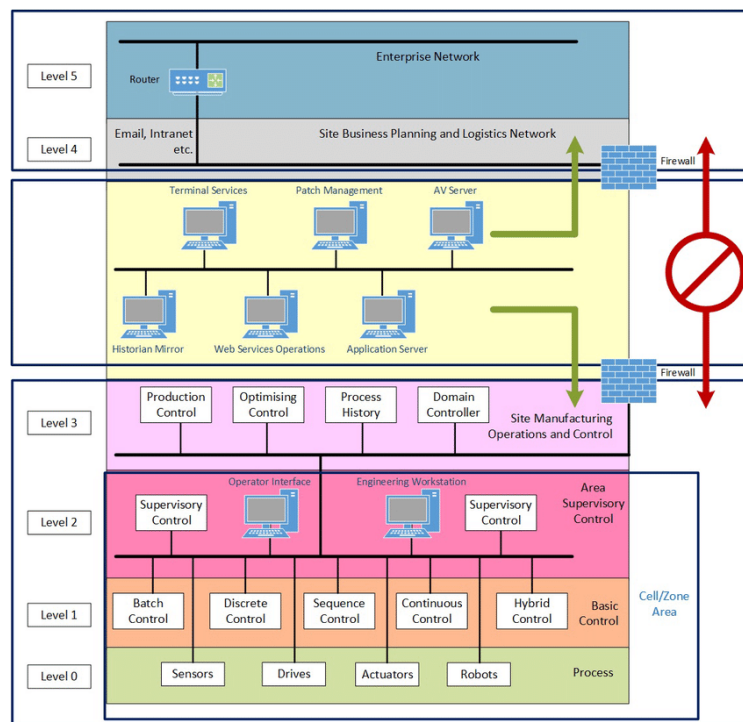 Enterprise Network
Level 5
Router
Email, Intranet
etc.
Site Business Planning and Logistics Network
Level 4
Firewall
Terminal Services
Patch Management
AV Server
Historian Mirror
Web Services Operations
Application Server
Firewall
Level 3
Production
Control
Optimising
Control
Process
History
Domain
Controller
Site Manufacturing
Operations and Control
Level 2
Operator Interface
Engineering Workstation
Area
Supervisory
Control
Supervisory
Control
Supervisory
Control
Level 1
Batch
Control
Discrete
Control
Sequence
Control
Continuous
Control
Hybrid
Control
Basic
Control
Cell/Zone
Area
Level 0
Sensors
Drives
Actuators
Robots
Process